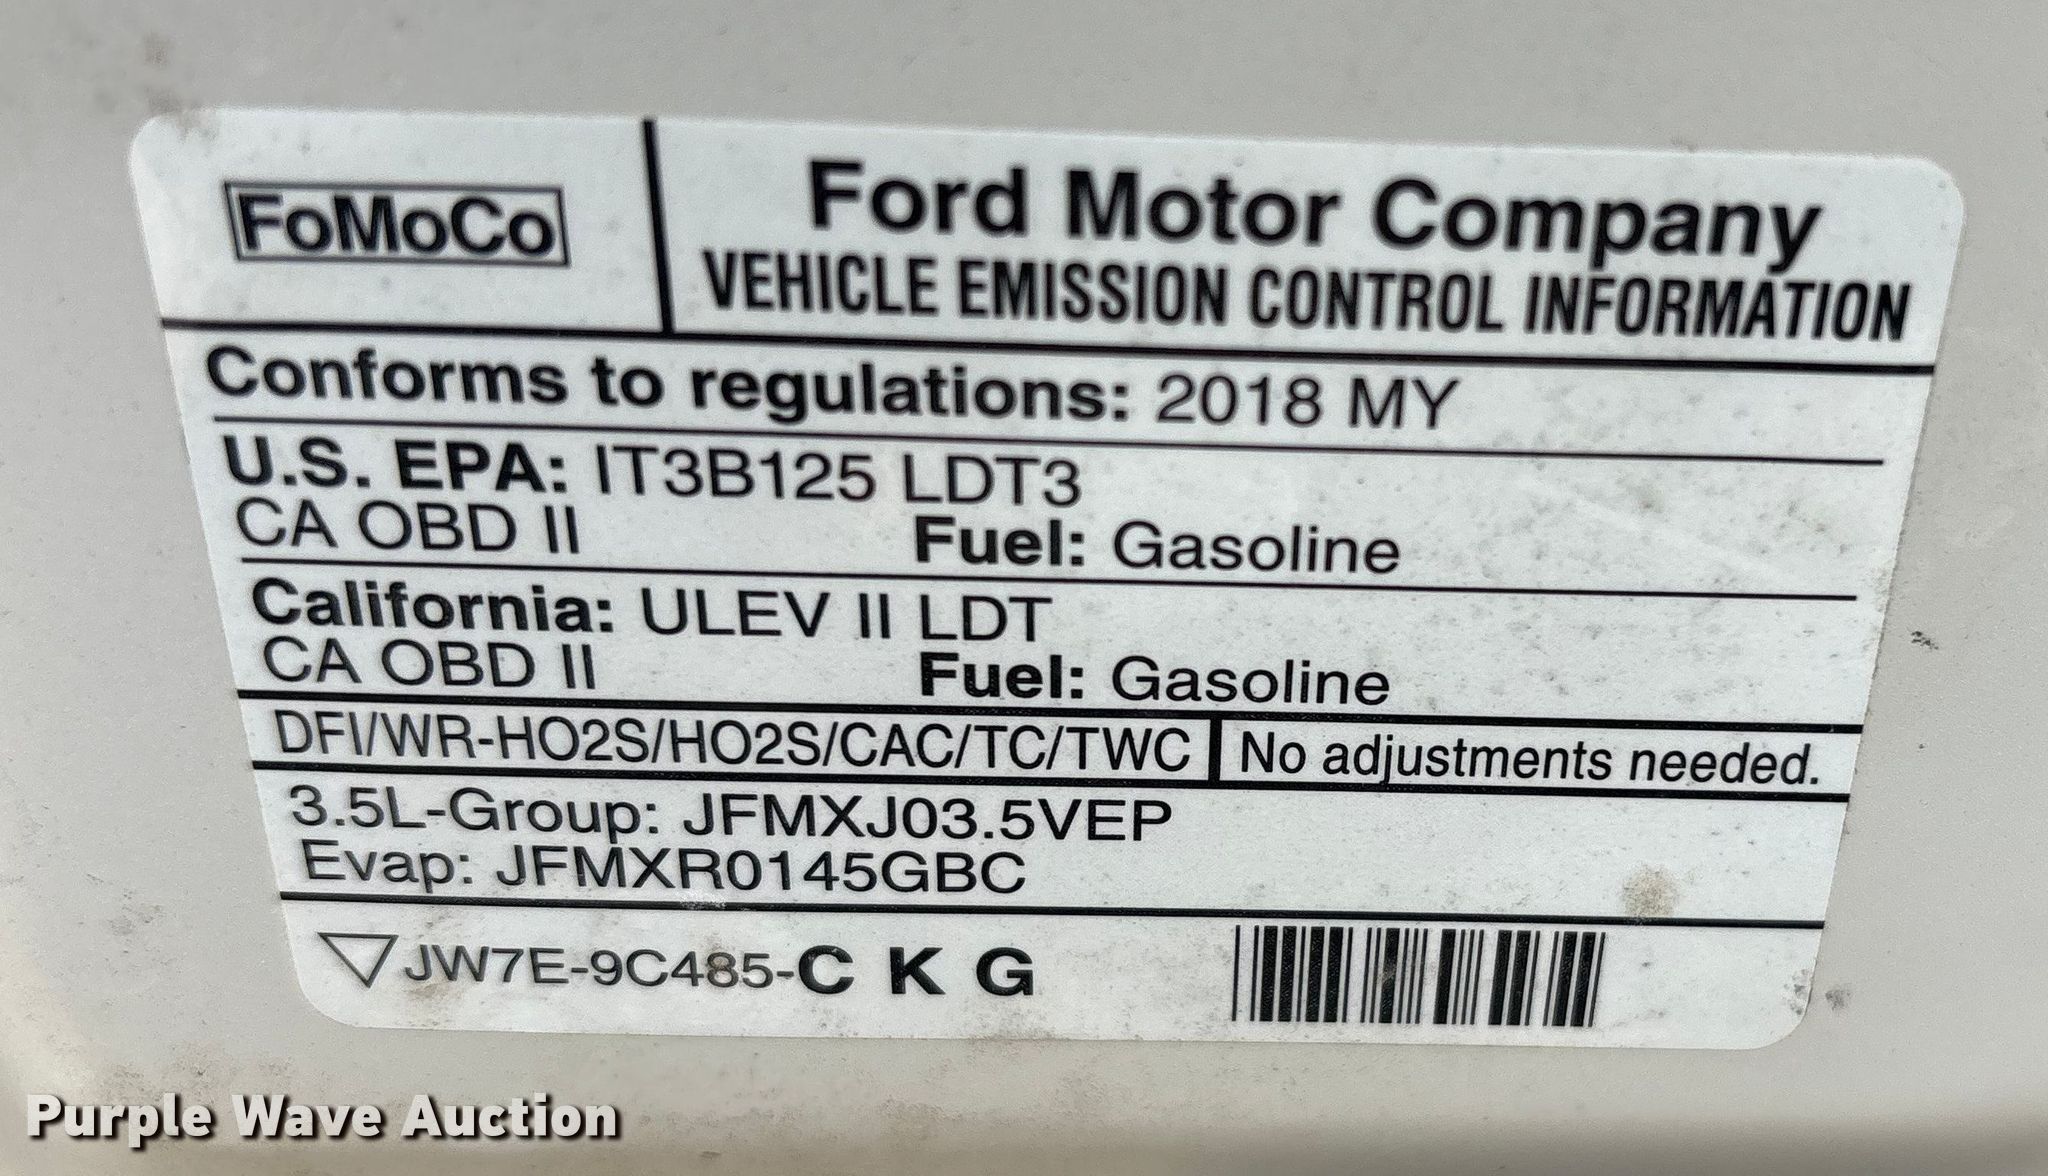 FoMoCo
Ford Motor Company
VEHICLE EMISSION CONTROL INFORMATION
Conforms to regulations: 2018 MY
U.S. EPA: IT3B125 LDT3
CA OBD II Fuel: Gasoline
California: ULEV II LDT
CA OBD II Fuel: Gasoline
DFI/WR-HO2S/HO2S/CAC/TC/TWC No adjustments needed.
3.5L-Group: JFMXJ03.5VEP
Evap: JFMXR0145GBC
JW7E-9C485-C K G
Purple Wave Auction